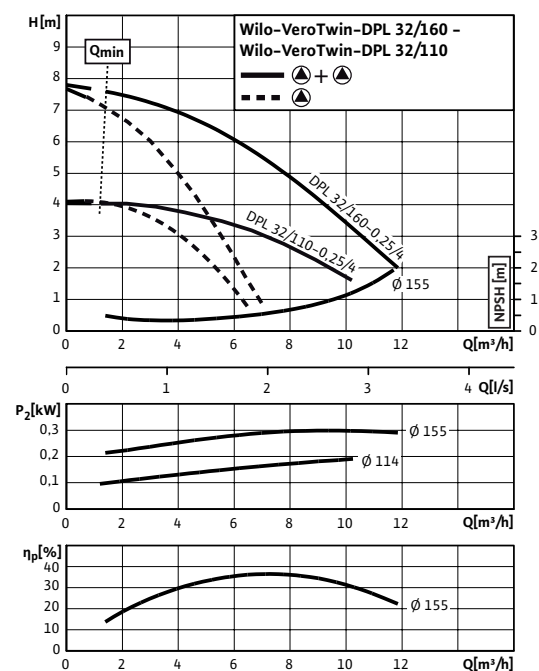 H[m]
Wilo-VeroTwin-DPL 32/160 –
Wilo-VeroTwin-DPL 32/110
+
Qmin
9
8
7
6
5
4
3
2
1
0
DPL 32/160-0,25/4
DPL 32/110-0,25/4
Ø 155
3
2
1
0
NPSH [m]
0 2 4 6 8 10 12 Q[m³/h]
0 1 2 3 4 Q[l/s]
P2[kW]
0,3
0,2
0,1
0
Ø 155
Ø 114
0 2 4 6 8 10 12 Q[m³/h]
ηp[%]
40
30
20
10
0
Ø 155
0 2 4 6 8 10 12 Q[m³/h]